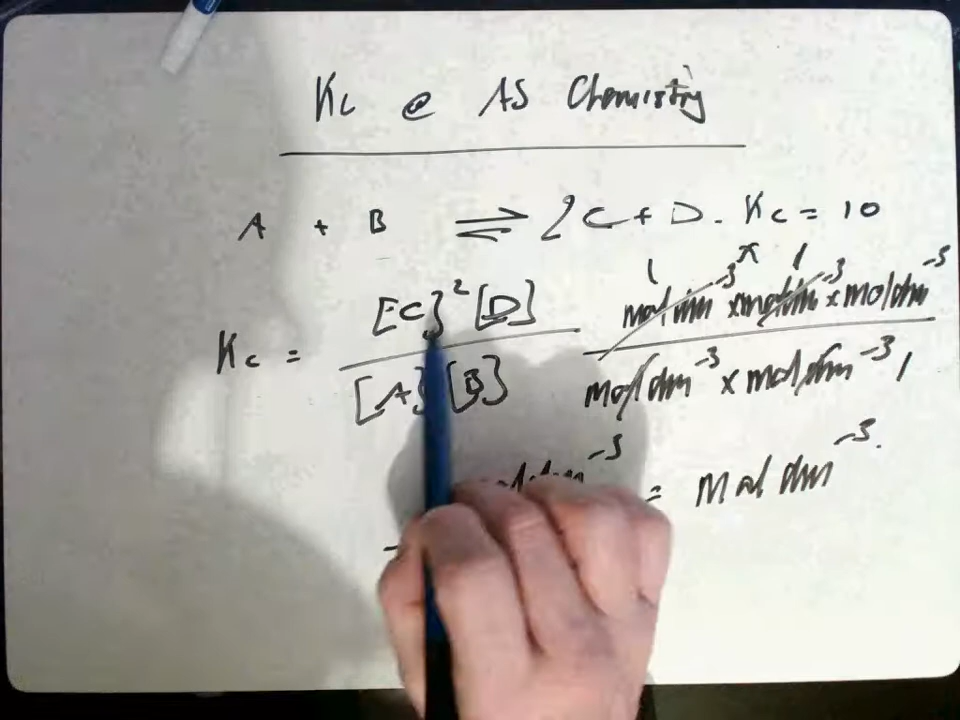 Kc @ AS Chemistry
A + B ⇌ 2C + D. Kc = 10
Kc = [C]²[D] / [A][B] mol dm⁻³ x mol dm⁻³ x mol dm⁻³ / mol dm⁻³ x mol dm⁻³
= mol dm⁻³.